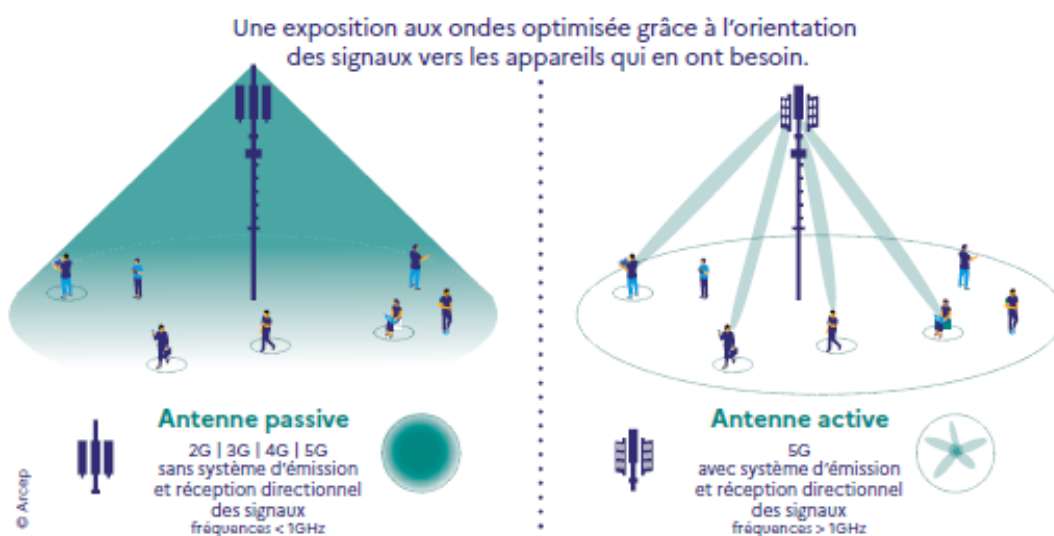 Une exposition aux ondes optimisée grâce à l'orientation
des signaux vers les appareils qui en ont besoin.
Antenne passive
2G | 3G | 4G | 5G
sans système d'émission
et réception directionnel
des signaux
fréquences < 1GHz
© Arcep
Antenne active
5G
avec système d'émission
et réception directionnel
des signaux
fréquences > 1GHz